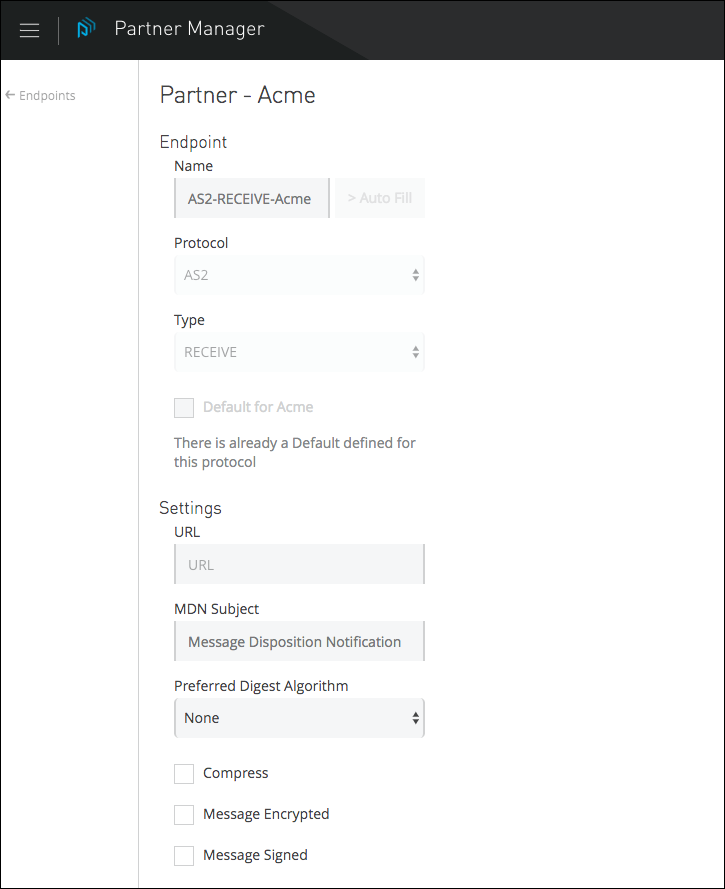 Partner Manager
← Endpoints
Partner - Acme
Endpoint
Name
AS2-RECEIVE-Acme
> Auto Fill
Protocol
AS2
Type
RECEIVE
Default for Acme
There is already a Default defined for
this protocol
Settings
URL
URL
MDN Subject
Message Disposition Notification
Preferred Digest Algorithm
None
Compress
Message Encrypted
Message Signed